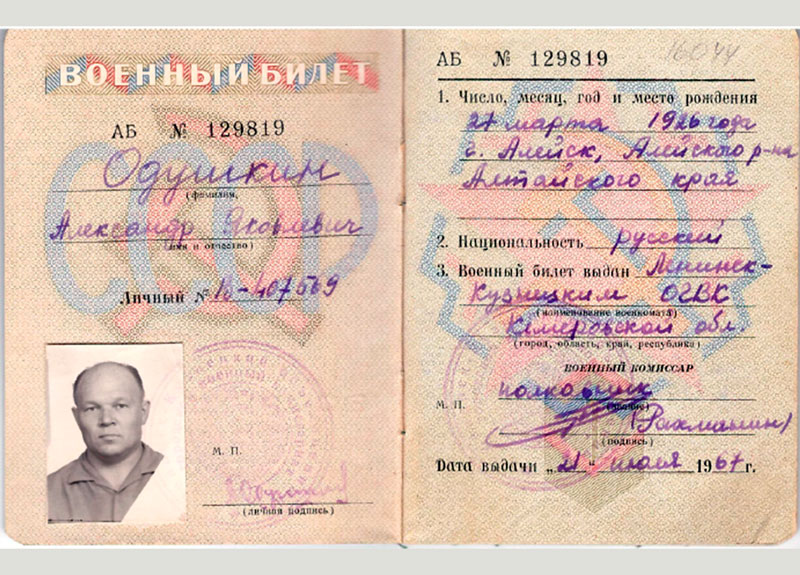 ВОЕННЫЙ БИЛЕТ
АБ № 129819
Одушкин
(фамилия,
Александр Яковлевич
имя и отчество)
Личный №
М. П.
(личная подпись)
АБ № 129819
16044
1. Число, месяц, год и место рождения
27 марта 1926 года
г. Алейск, Алейского р-на
Алтайского края
2. Национальность русский
3. Военный билет выдан Ленинск-
Кузнецким ОГВК
(наименование военкомата)
Кемеровской обл.
(город, область, край, республика)
ВОЕННЫЙ КОМИССАР
полковник
М. П.
(звание)
(Рахманин)
(подпись)
Дата выдачи „21“ июля 1967 г.